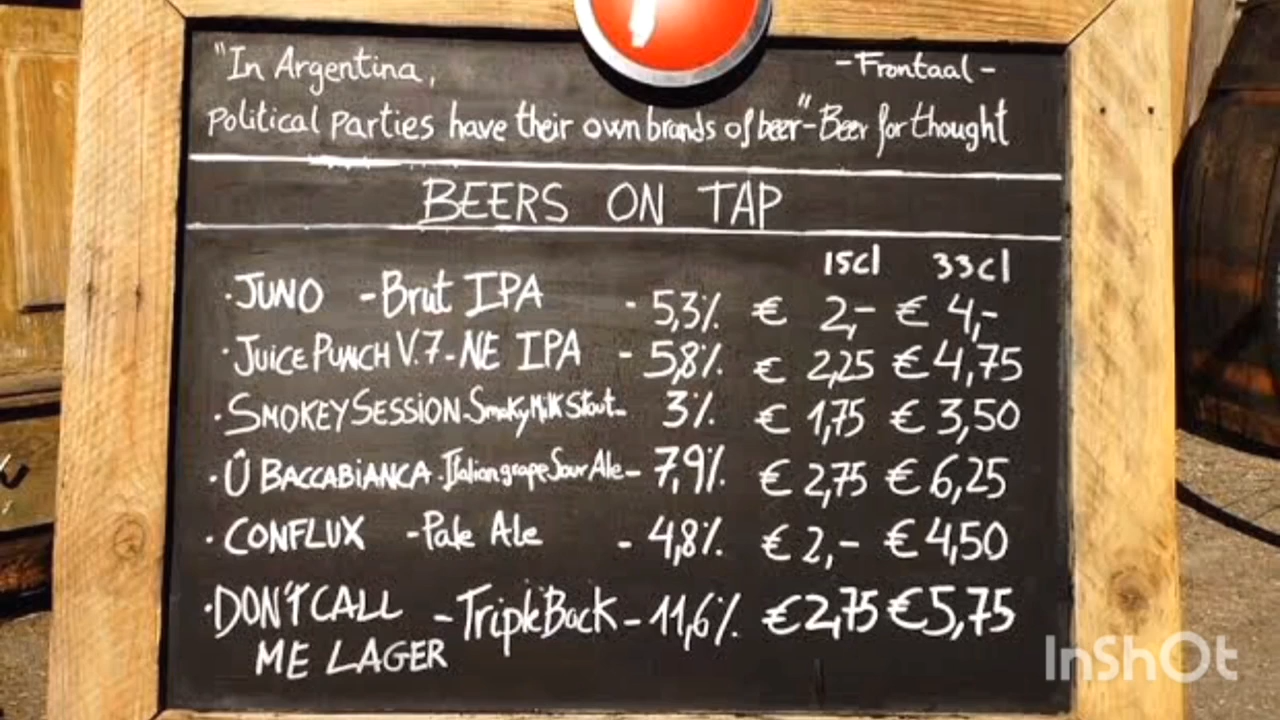 "In Argentina,
-Frontaal-
political parties have their own brands of beer"-Beer for thought
BEERS ON TAP
15cl 33cl
·JUNO -Brut IPA - 5,3% € 2,- € 4,-
·JUICE PUNCH V.7-NE IPA - 5,8% € 2,25 € 4,75
·SMOKEY SESSION-Smoky Milk Stout- 3% € 1,75 € 3,50
·Û BACCABIANCA-Italian grape Sour Ale- 7,9% € 2,75 € 6,25
·CONFLUX -Pale Ale - 4,8% € 2,- € 4,50
·DON'T CALL -Triple Bock- 11,6% € 2,75 € 5,75
ME LAGER
InShOt